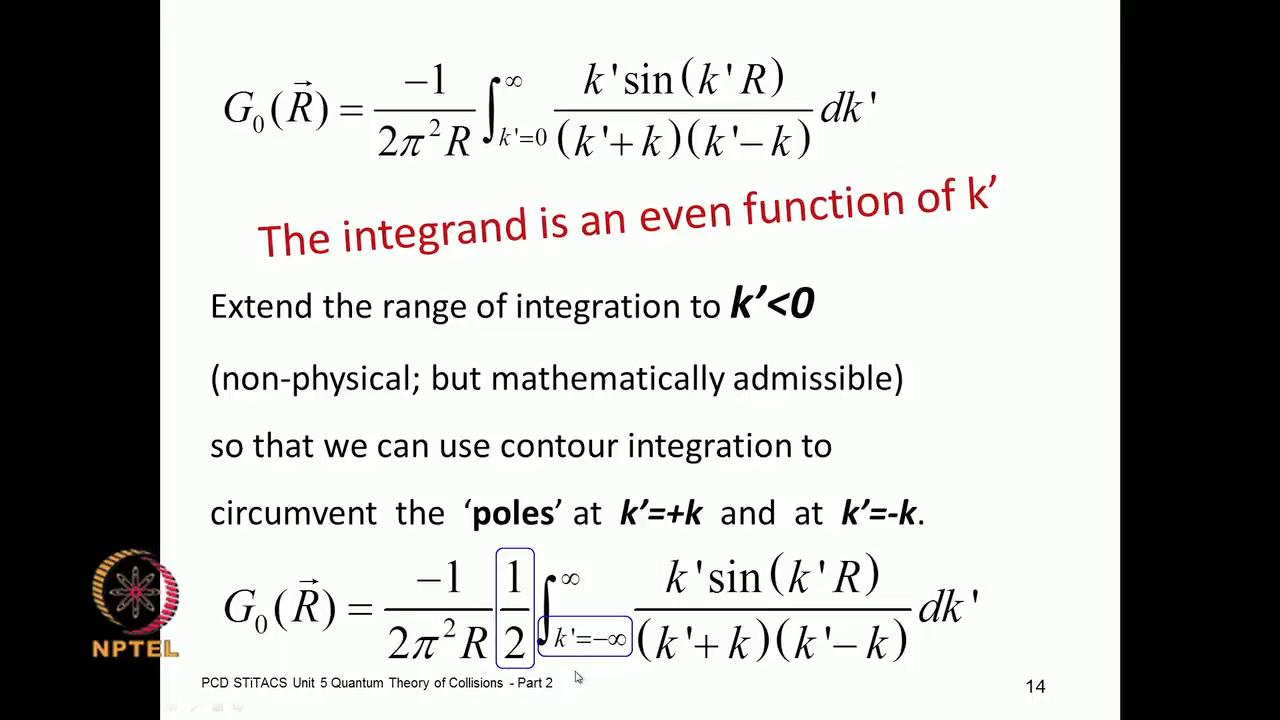 G₀(R⃗) = −1/(2π²R) ∫_{k'=0}^{∞} k'sin(k'R)/((k'+k)(k'−k)) dk'
The integrand is an even function of k’
Extend the range of integration to k’<0
(non-physical; but mathematically admissible)
so that we can use contour integration to
circumvent the ‘poles’ at k’=+k and at k’=-k.
G₀(R⃗) = −1/(2π²R) 1/2 ∫_{k'=−∞}^{∞} k'sin(k'R)/((k'+k)(k'−k)) dk'
NPTEL
PCD STiTACS Unit 5 Quantum Theory of Collisions - Part 2
14